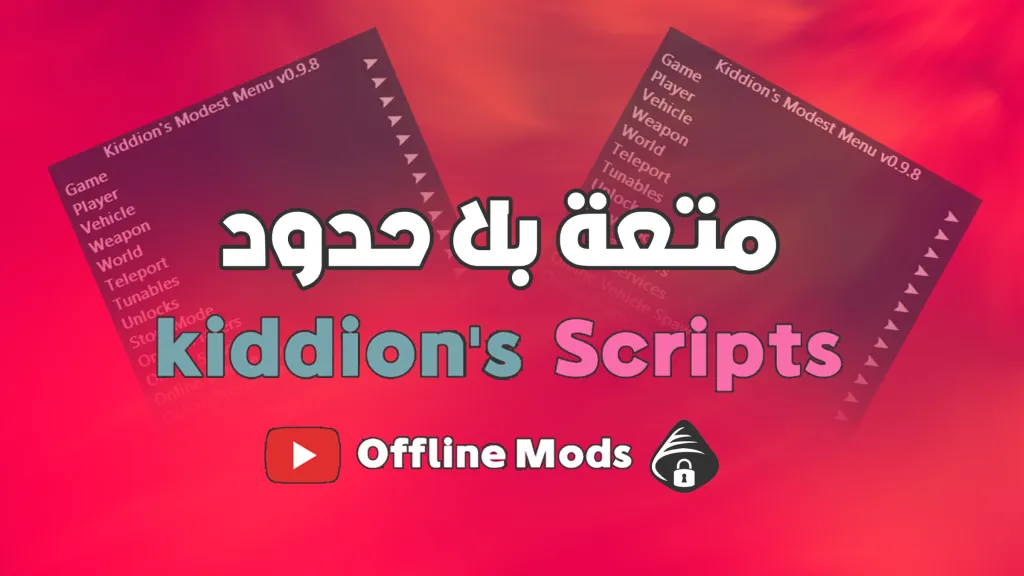 Kiddion's Modest Menu v0.9.8
Game
Player
Vehicle
Weapon
World
Teleport
Tunables
Unlocks
Kiddion's Modest Menu v0.9.8
Game
Player
Vehicle
Weapon
World
Teleport
Tunables
متعة بلا حدود
kiddion's Scripts
Offline Mods